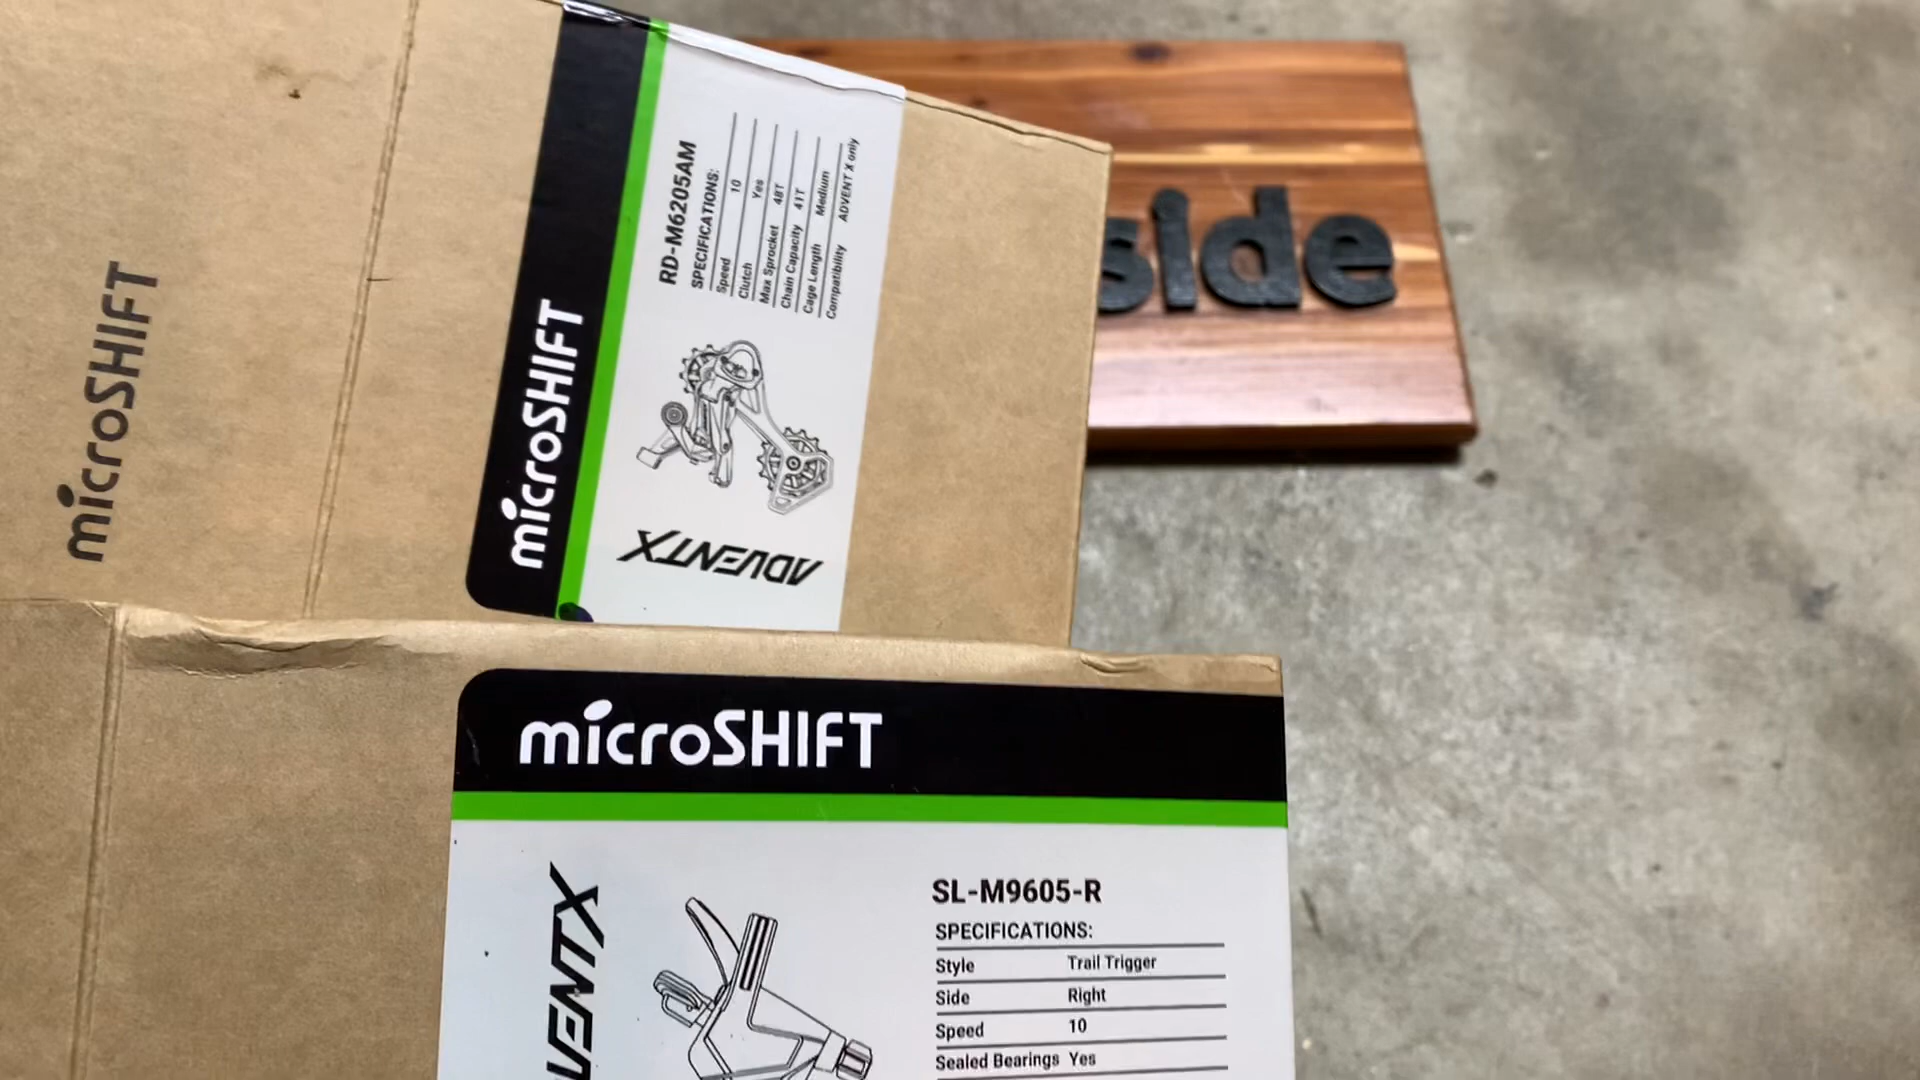 microSHIFT
microSHIFT
RD-M6205AM
SPECIFICATIONS:
Speed 10
Clutch Yes
Max Sprocket 48T
Chain Capacity 41T
Cage Length Medium
Compatibility ADVENT X only
ADVENTX
side
microSHIFT
VENTX
SL-M9605-R
SPECIFICATIONS:
Style Trail Trigger
Side Right
Speed 10
Sealed Bearings Yes